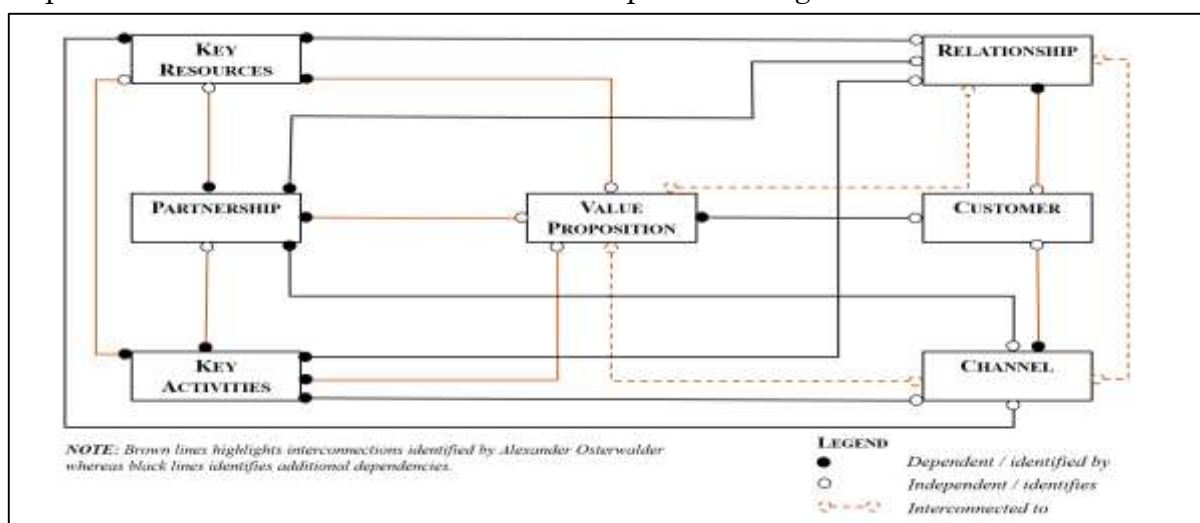 KEY
RESOURCES
RELATIONSHIP
PARTNERSHIP
VALUE
PROPOSITION
CUSTOMER
KEY
ACTIVITIES
CHANNEL
NOTE: Brown lines highlights interconnections identified by Alexander Osterwalder
whereas black lines identifies additional dependencies.
LEGEND
Dependent / identified by
Independent / identifies
Interconnected to